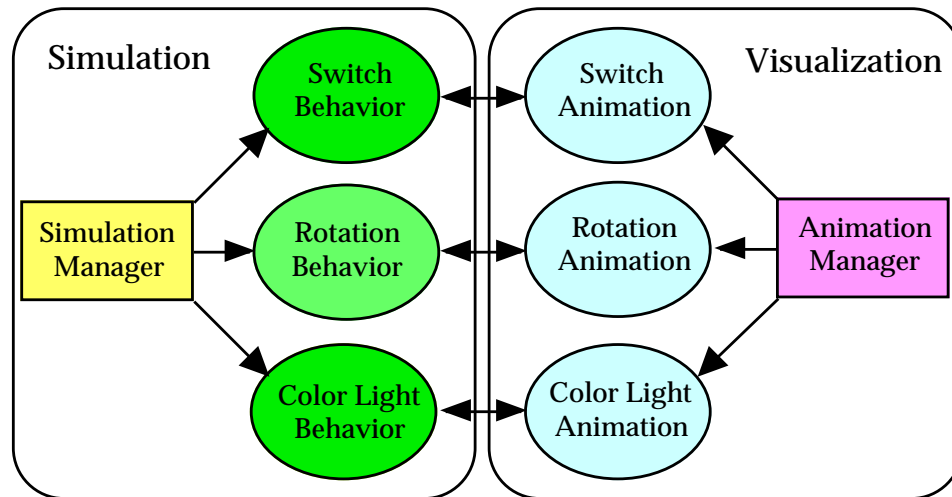 Simulation
Visualization
Switch
Behavior
Switch
Animation
Simulation
Manager
Rotation
Behavior
Rotation
Animation
Animation
Manager
Color Light
Behavior
Color Light
Animation